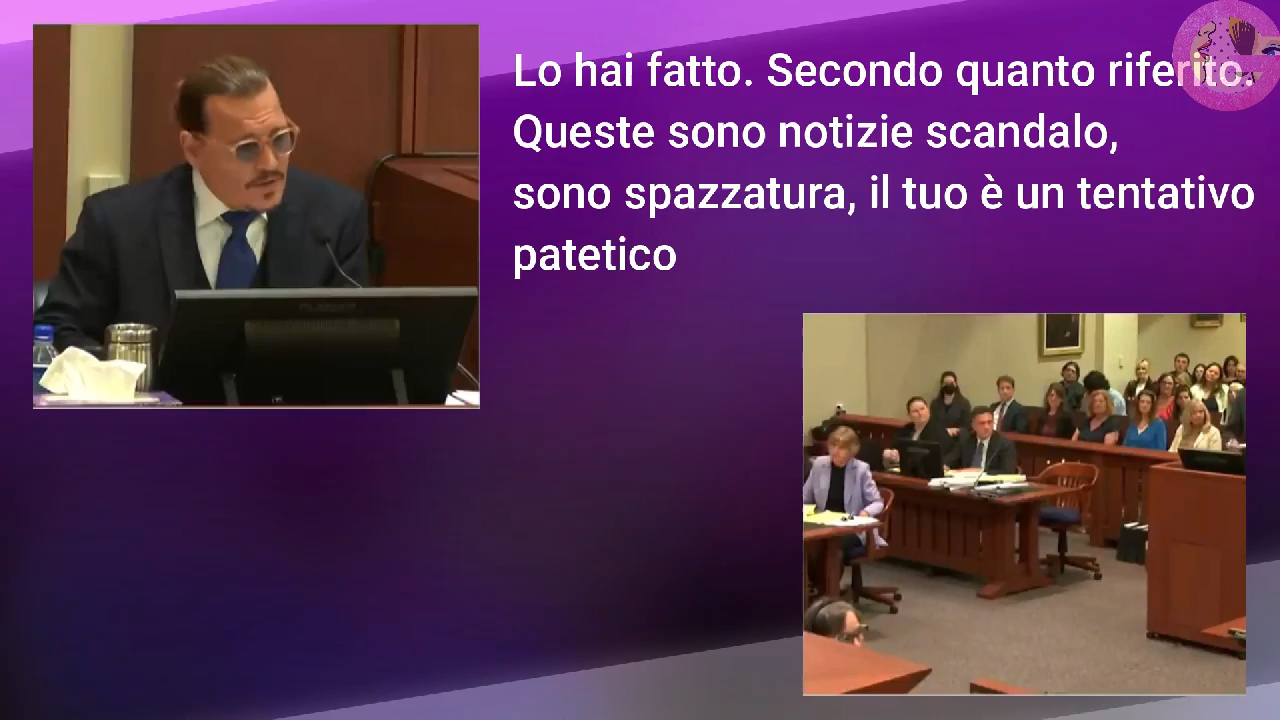 Lo hai fatto. Secondo quanto riferito.
Queste sono notizie scandalo,
sono spazzatura, il tuo è un tentativo
patetico